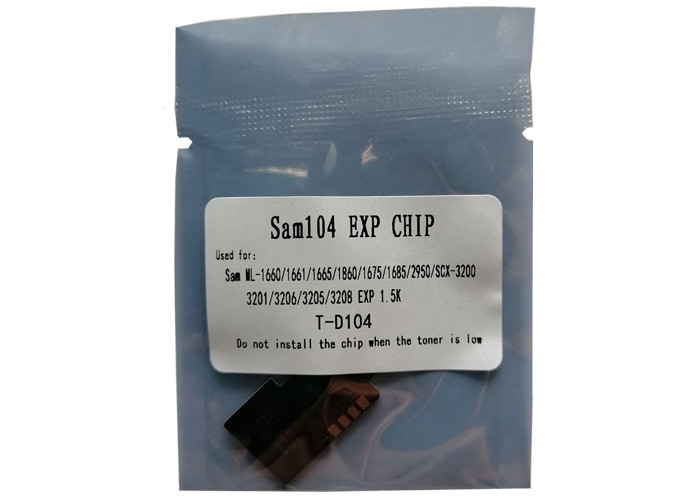 Sam104 EXP CHIP
Used for:
Sam ML-1660/1661/1665/1860/1675/1685/2950/SCX-3200
3201/3206/3205/3208 EXP 1.5K
T-D104
Do not install the chip when the toner is low